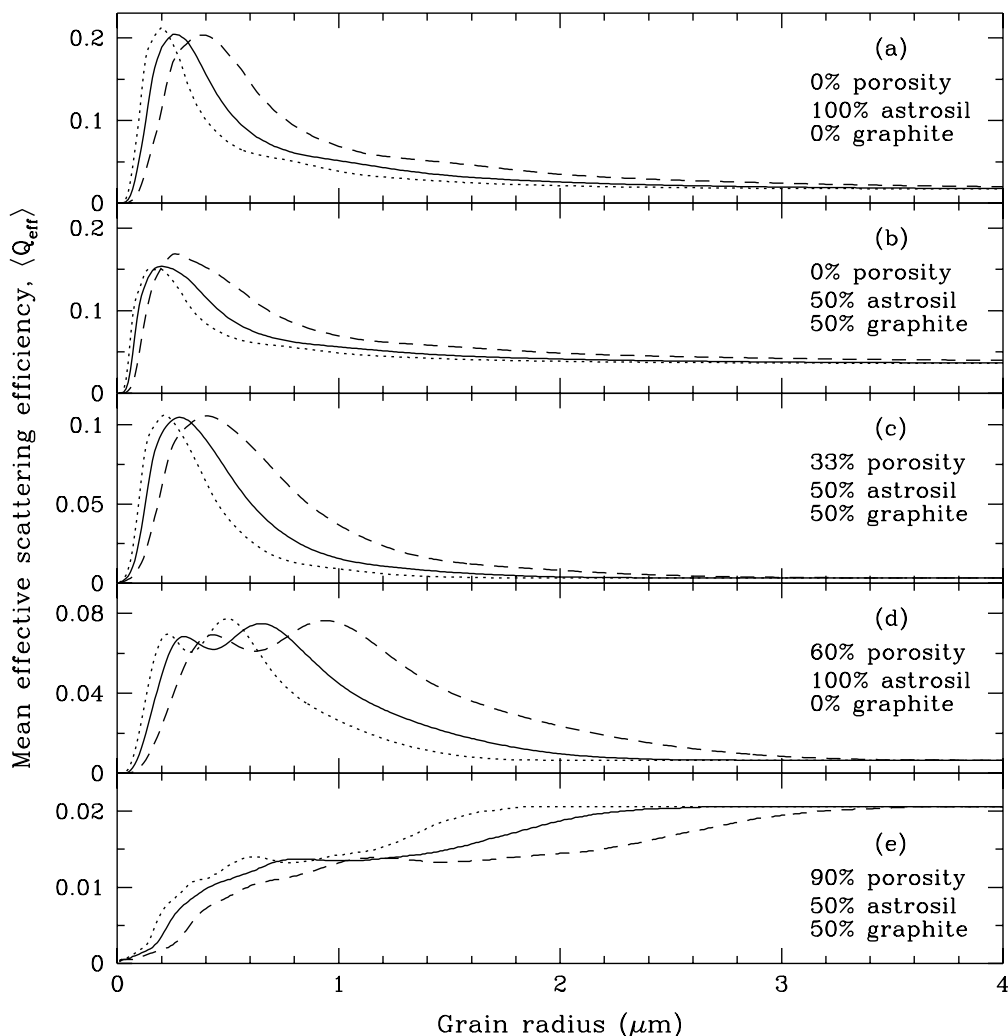 Mean effective scattering efficiency, ⟨Q_eff⟩
0.2
0.1
0
(a)
0% porosity
100% astrosil
0% graphite
0.2
0.1
0
(b)
0% porosity
50% astrosil
50% graphite
0.1
0.05
0
(c)
33% porosity
50% astrosil
50% graphite
0.08
0.04
0
(d)
60% porosity
100% astrosil
0% graphite
0.02
0.01
0
(e)
90% porosity
50% astrosil
50% graphite
0 1 2 3 4
Grain radius (μm)